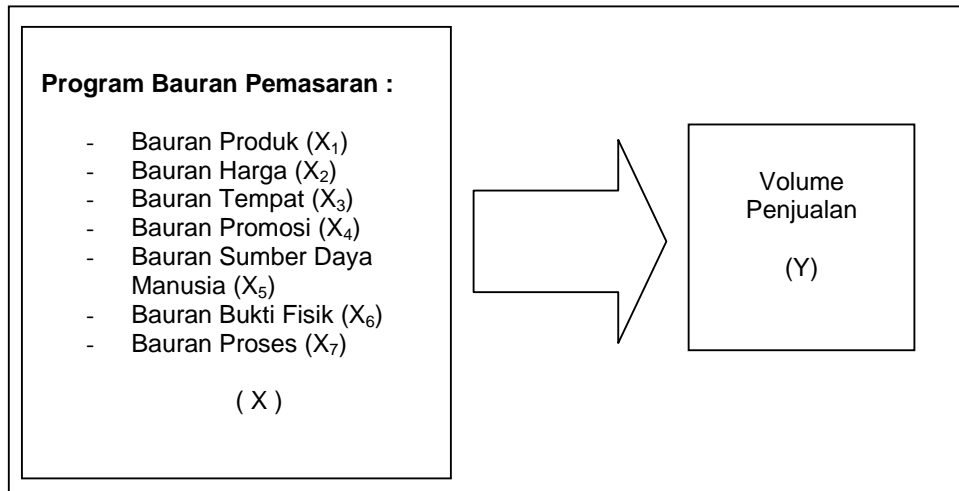 Program Bauran Pemasaran :
- Bauran Produk (X₁)
- Bauran Harga (X₂)
- Bauran Tempat (X₃)
- Bauran Promosi (X₄)
- Bauran Sumber Daya
Manusia (X₅)
- Bauran Bukti Fisik (X₆)
- Bauran Proses (X₇)
( X )
Volume
Penjualan
(Y)